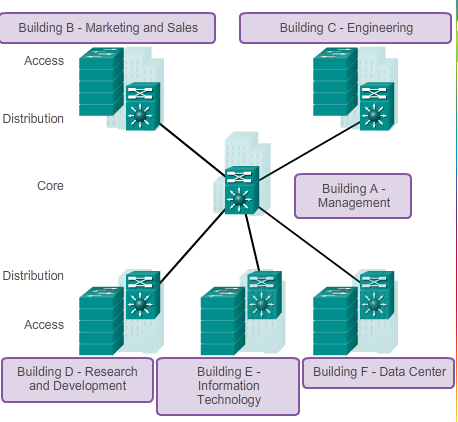 Building B - Marketing and Sales
Building C - Engineering
Access
Distribution
Core
Building A -
Management
Distribution
Access
Building D - Research
and Development
Building E -
Information
Technology
Building F - Data Center